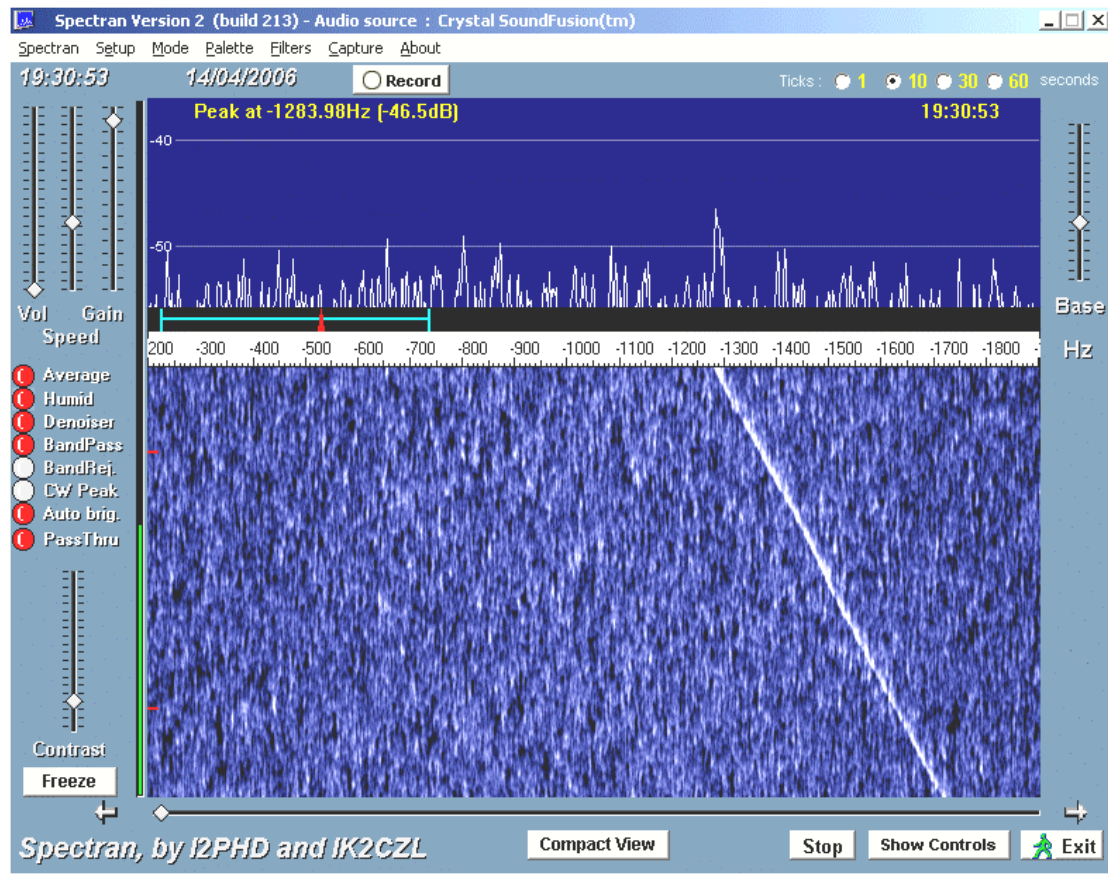 Spectran Version 2 (build 213) - Audio source : Crystal SoundFusion(tm)
Spectran Setup Mode Palette Filters Capture About
19:30:53 14/04/2006 Record Ticks : 1 10 30 60 seconds
Peak at -1283.98Hz (-46.5dB) 19:30:53
-40
-50
Vol Gain
Speed
Base
200 -300 -400 -500 -600 -700 -800 -900 -1000 -1100 -1200 -1300 -1400 -1500 -1600 -1700 -1800 Hz
Average
Humid
Denoiser
BandPass
BandRej.
CW Peak
Auto brig.
PassThru
Contrast
Freeze
Spectran, by I2PHD and IK2CZL Compact View Stop Show Controls Exit